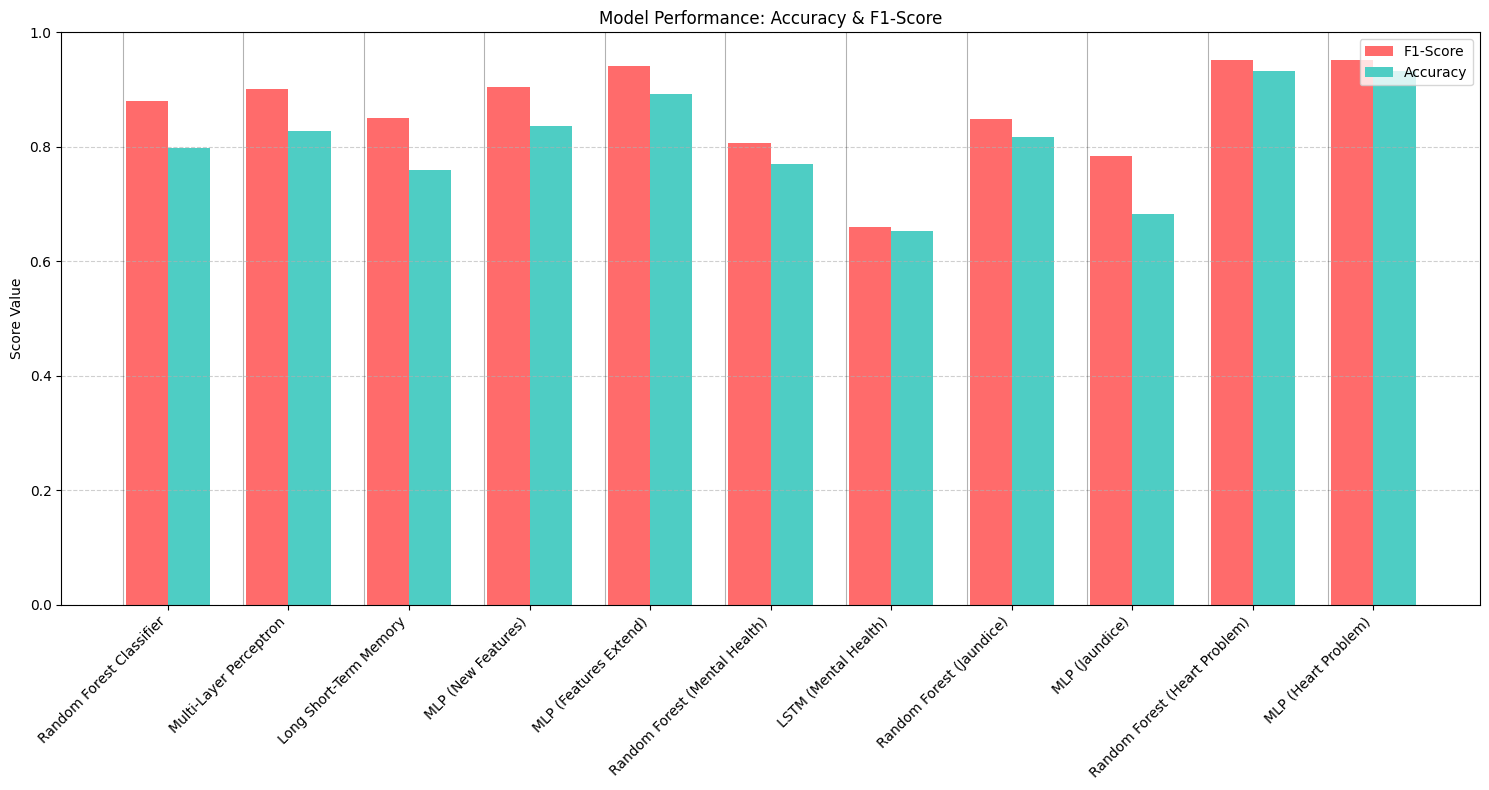 Model Performance: Accuracy & F1-Score
F1-Score
Accuracy
Score Value
1.0
0.8
0.6
0.4
0.2
0.0
Random Forest Classifier
Multi-Layer Perceptron
Long Short-Term Memory
MLP (New Features)
MLP (Features Extend)
Random Forest (Mental Health)
LSTM (Mental Health)
Random Forest (Jaundice)
MLP (Jaundice)
Random Forest (Heart Problem)
MLP (Heart Problem)